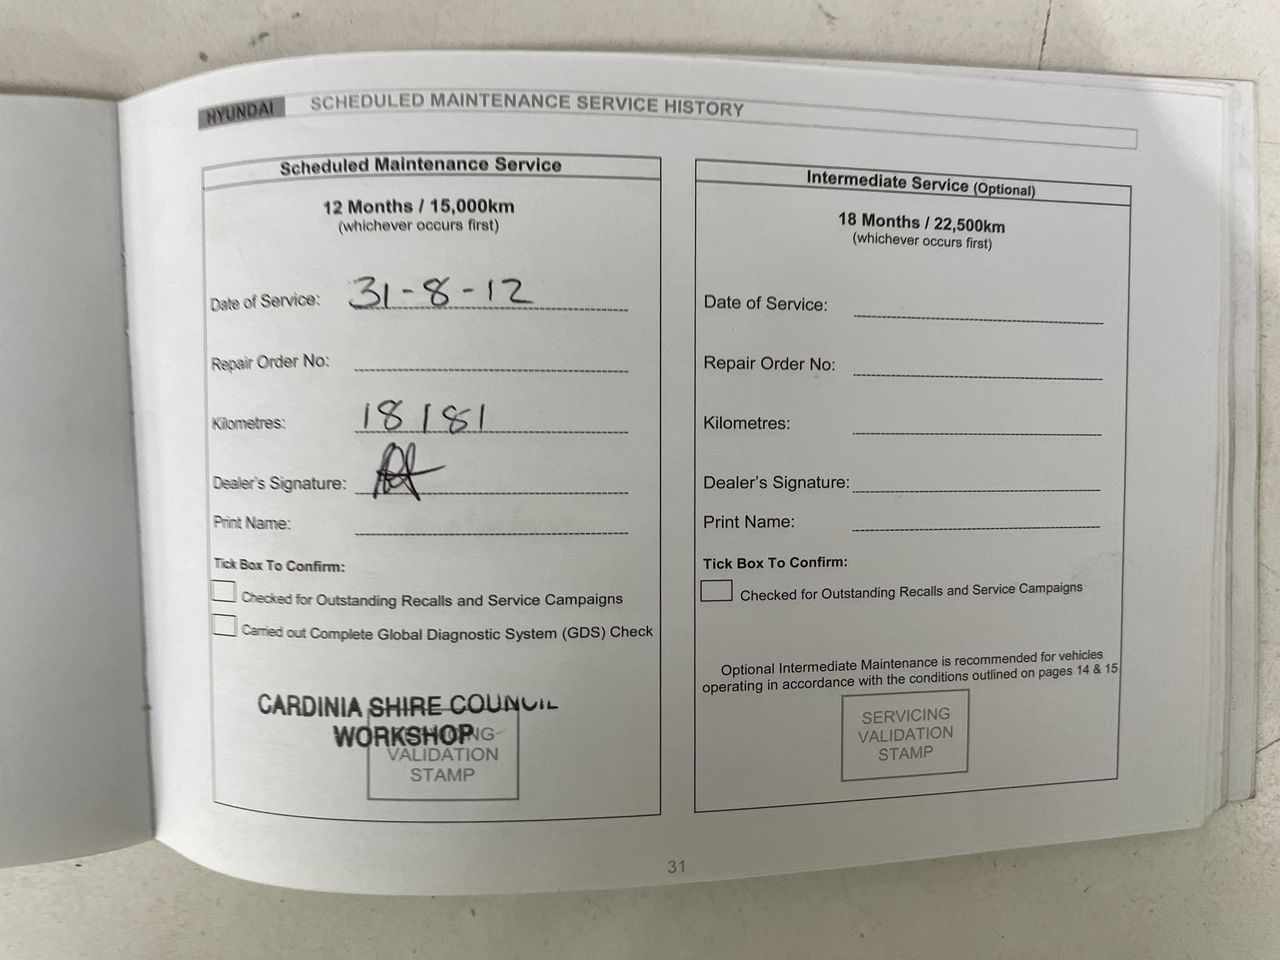 HYUNDAI SCHEDULED MAINTENANCE SERVICE HISTORY
Scheduled Maintenance Service
12 Months / 15,000km
(whichever occurs first)
Date of Service: 31-8-12
Repair Order No:
Kilometres: 18181
Dealer's Signature:
Print Name:
Tick Box To Confirm:
Checked for Outstanding Recalls and Service Campaigns
Carried out Complete Global Diagnostic System (GDS) Check
CARDINIA SHIRE COUNCIL
WORKSHOP
SERVICING
VALIDATION
STAMP
Intermediate Service (Optional)
18 Months / 22,500km
(whichever occurs first)
Date of Service:
Repair Order No:
Kilometres:
Dealer's Signature:
Print Name:
Tick Box To Confirm:
Checked for Outstanding Recalls and Service Campaigns
Optional Intermediate Maintenance is recommended for vehicles
operating in accordance with the conditions outlined on pages 14 & 15
SERVICING
VALIDATION
STAMP
31